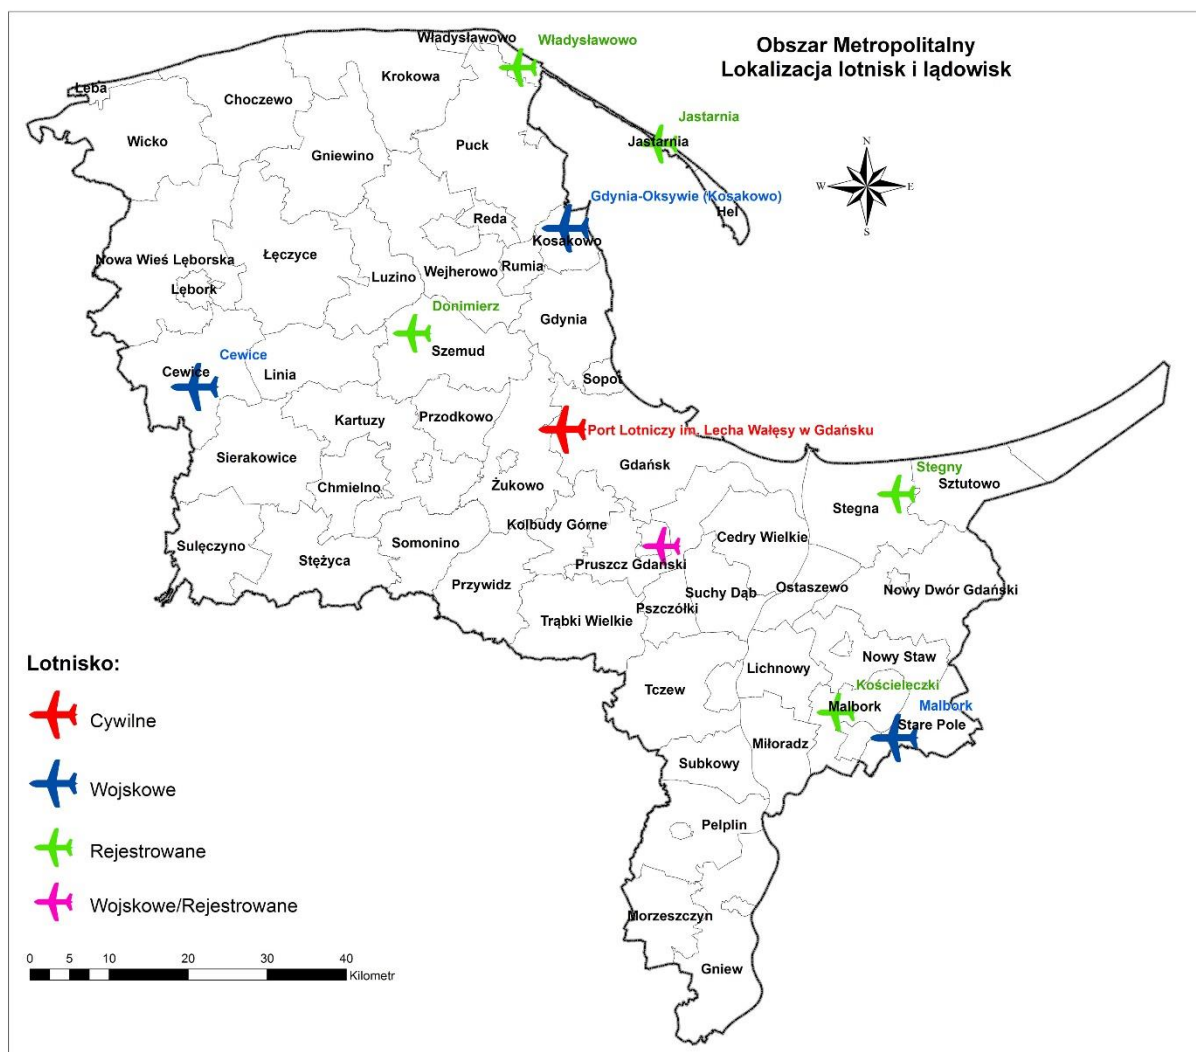 Obszar Metropolitalny
Lokalizacja lotnisk i lądowisk
Władysławowo
Władysławowo
Krokowa
Łeba
Choczewo
Jastarnia
Jastarnia
Wicko
Gniewino
Puck
N
W
E
S
Gdynia-Oksywie (Kosakowo)
Hel
Reda
Kosakowo
Nowa Wieś Lęborska
Łęczyce
Luzino
Wejherowo
Rumia
Lębork
Donimierz
Gdynia
Szemud
Cewice
Cewice
Linia
Sopot
Kartuzy
Przodkowo
Port Lotniczy im. Lecha Wałęsy w Gdańsku
Sierakowice
Gdańsk
Stegny
Chmielno
Żukowo
Sztutowo
Stegna
Kolbudy Górne
Cedry Wielkie
Sulęczyno
Somonino
Stężyca
Pruszcz Gdański
Przywidz
Suchy Dąb
Ostaszewo
Nowy Dwór Gdański
Pszczółki
Trąbki Wielkie
Lichnowy
Nowy Staw
Lotnisko:
Tczew
Kościeleczki
Malbork
Malbork
Stare Pole
Cywilne
Miłoradz
Subkowy
Wojskowe
Pelplin
Rejestrowane
Wojskowe/Rejestrowane
Morzeszczyn
Gniew
0 5 10 20 30 40
Kilometr